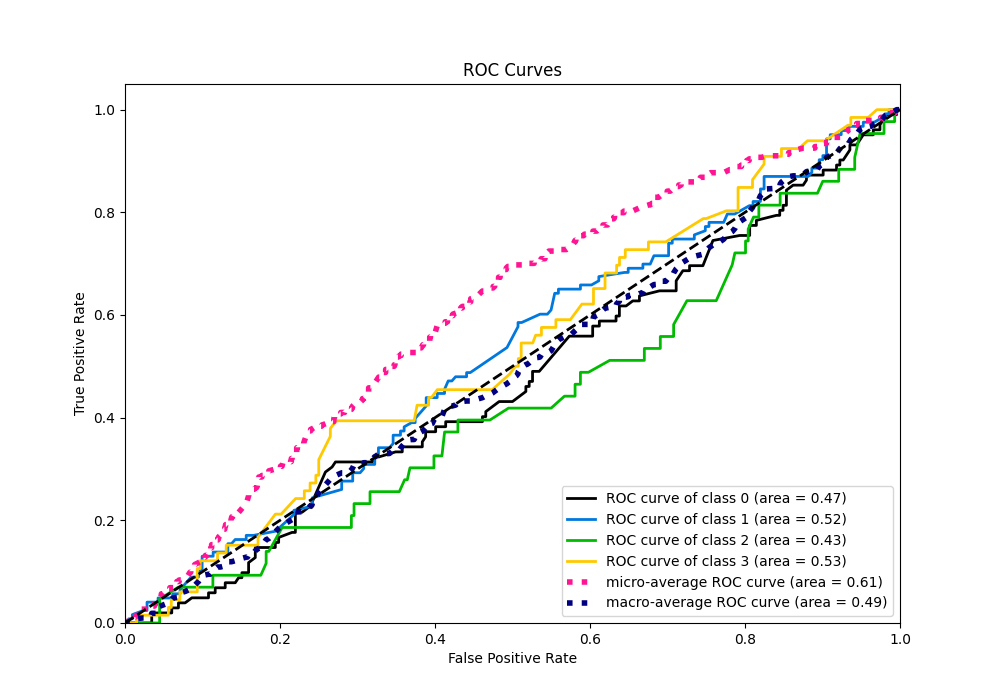 ROC Curves
True Positive Rate
1.0
0.8
0.6
0.4
0.2
0.0
ROC curve of class 0 (area = 0.47)
ROC curve of class 1 (area = 0.52)
ROC curve of class 2 (area = 0.43)
ROC curve of class 3 (area = 0.53)
micro-average ROC curve (area = 0.61)
macro-average ROC curve (area = 0.49)
0.0 0.2 0.4 0.6 0.8 1.0
False Positive Rate